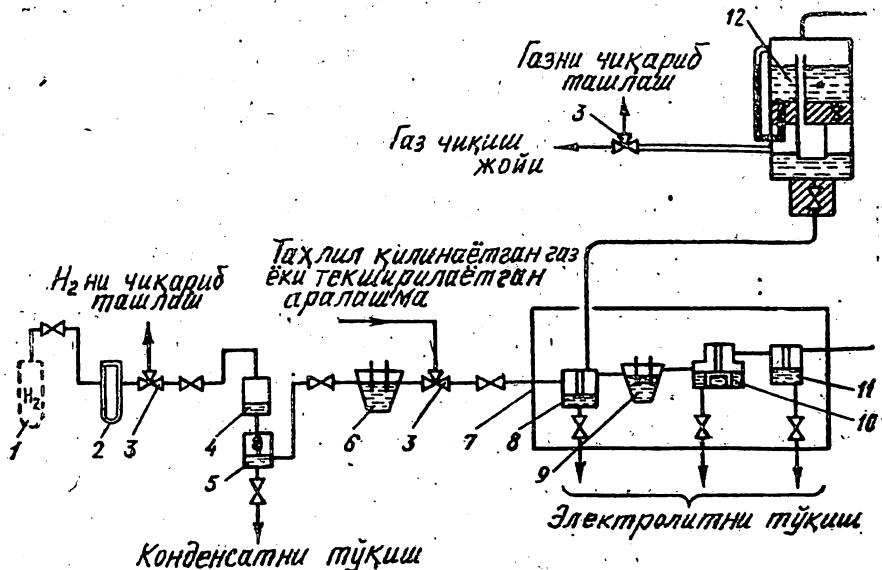 12
Газни чиқариб
ташлаш
3
Газ чиқиш
жойи
Таҳлил қилинаётган газ
ёки текширилаётган
аралашма
H₂ ни чиқариб
ташлаш
H₂
1
2
3
4
5
6
3
7
8
9
10
11
Электролитни тўкиш
Конденсатни тўкиш